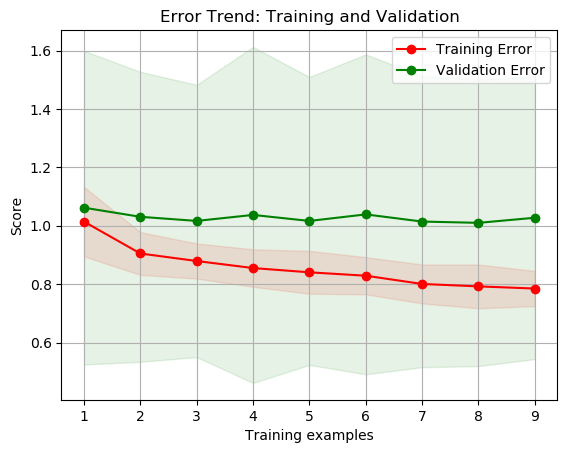 Error Trend: Training and Validation
Training Error
Validation Error
Score
1.6
1.4
1.2
1.0
0.8
0.6
1 2 3 4 5 6 7 8 9
Training examples